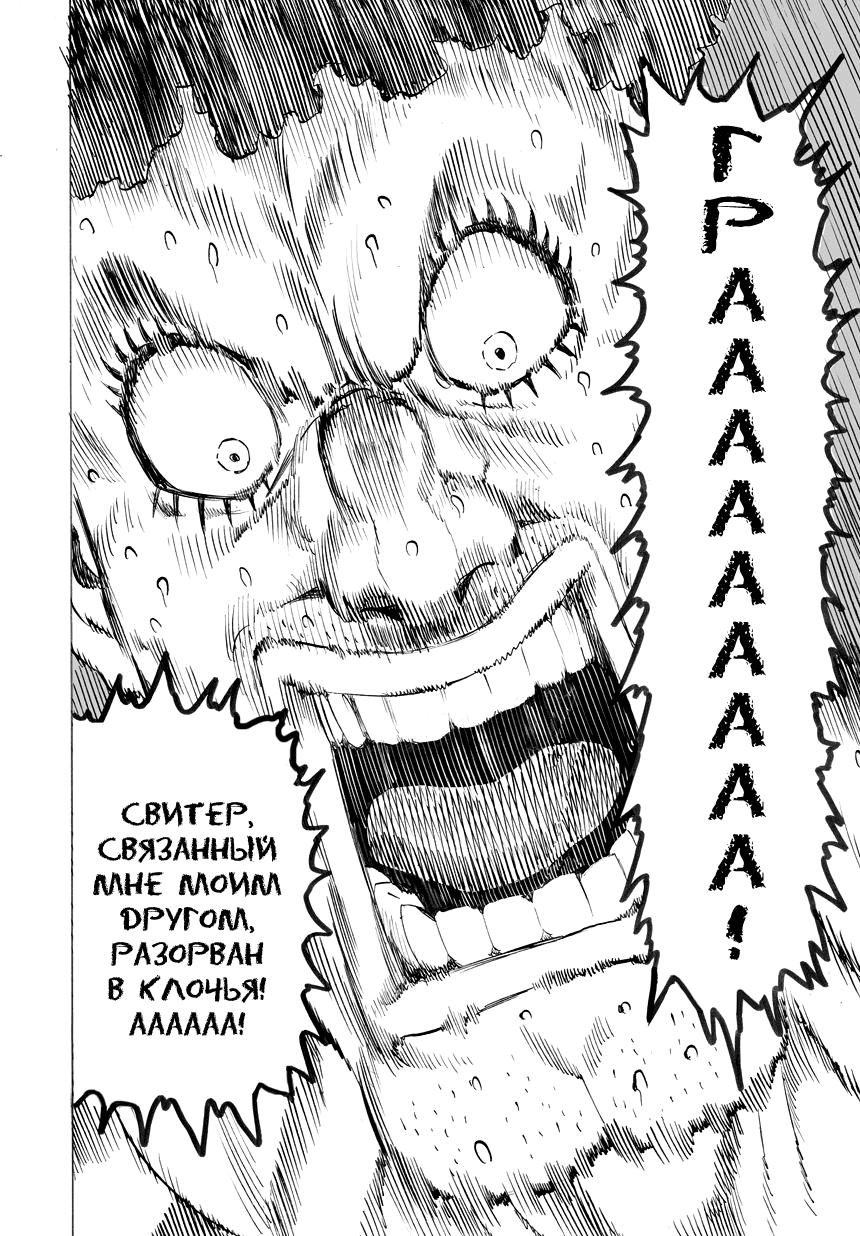 ГРААААААААА!
СВИТЕР,
СВЯЗАННЫЙ
МНЕ МОИМ
ДРУГОМ,
РАЗОРВАН
В КЛОЧЬЯ!
АААААА!